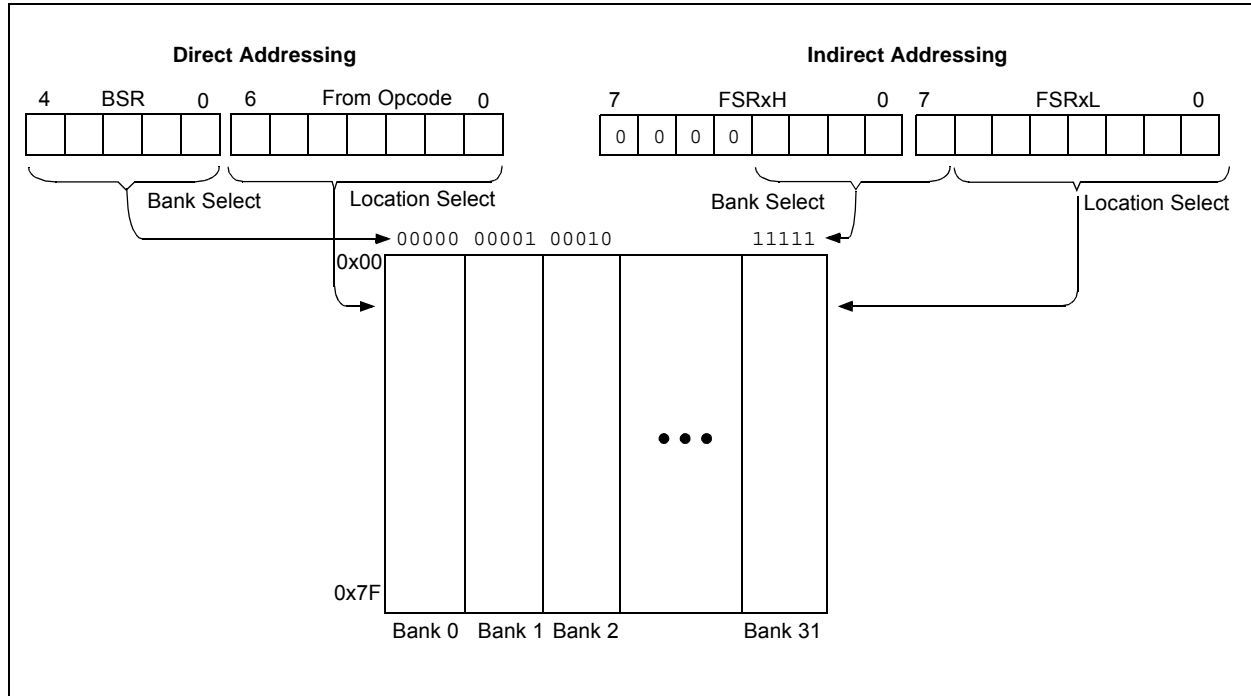 Direct Addressing
Indirect Addressing
4 BSR 0 6 From Opcode 0
7 FSRxH 0 7 FSRxL 0
0 0 0 0
Bank Select Location Select
Bank Select Location Select
00000 00001 00010 11111
0x00
0x7F
Bank 0 Bank 1 Bank 2 Bank 31